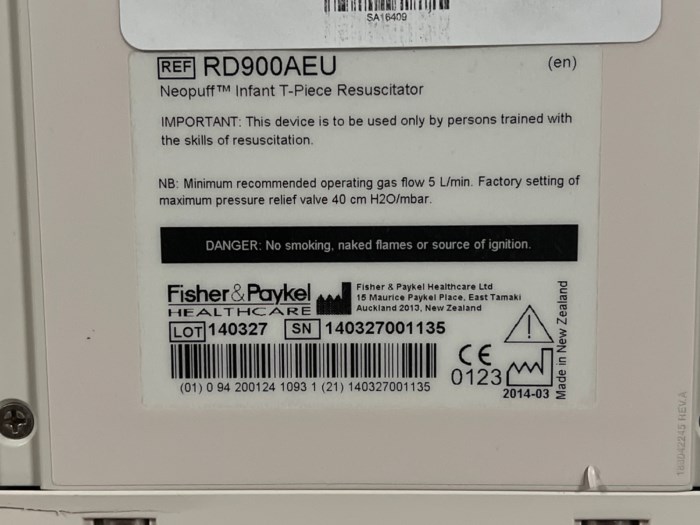 SA16409
REF RD900AEU (en)
Neopuff™ Infant T-Piece Resuscitator
IMPORTANT: This device is to be used only by persons trained with
the skills of resuscitation.
NB: Minimum recommended operating gas flow 5 L/min. Factory setting of
maximum pressure relief valve 40 cm H2O/mbar.
DANGER: No smoking, naked flames or source of ignition.
Fisher&Paykel
HEALTHCARE
Fisher & Paykel Healthcare Ltd
15 Maurice Paykel Place, East Tamaki
Auckland 2013, New Zealand
LOT 140327 SN 140327001135
(01) 0 94 200124 1093 1 (21) 140327001135
CE
0123
2014-03
Made in New Zealand
REV A